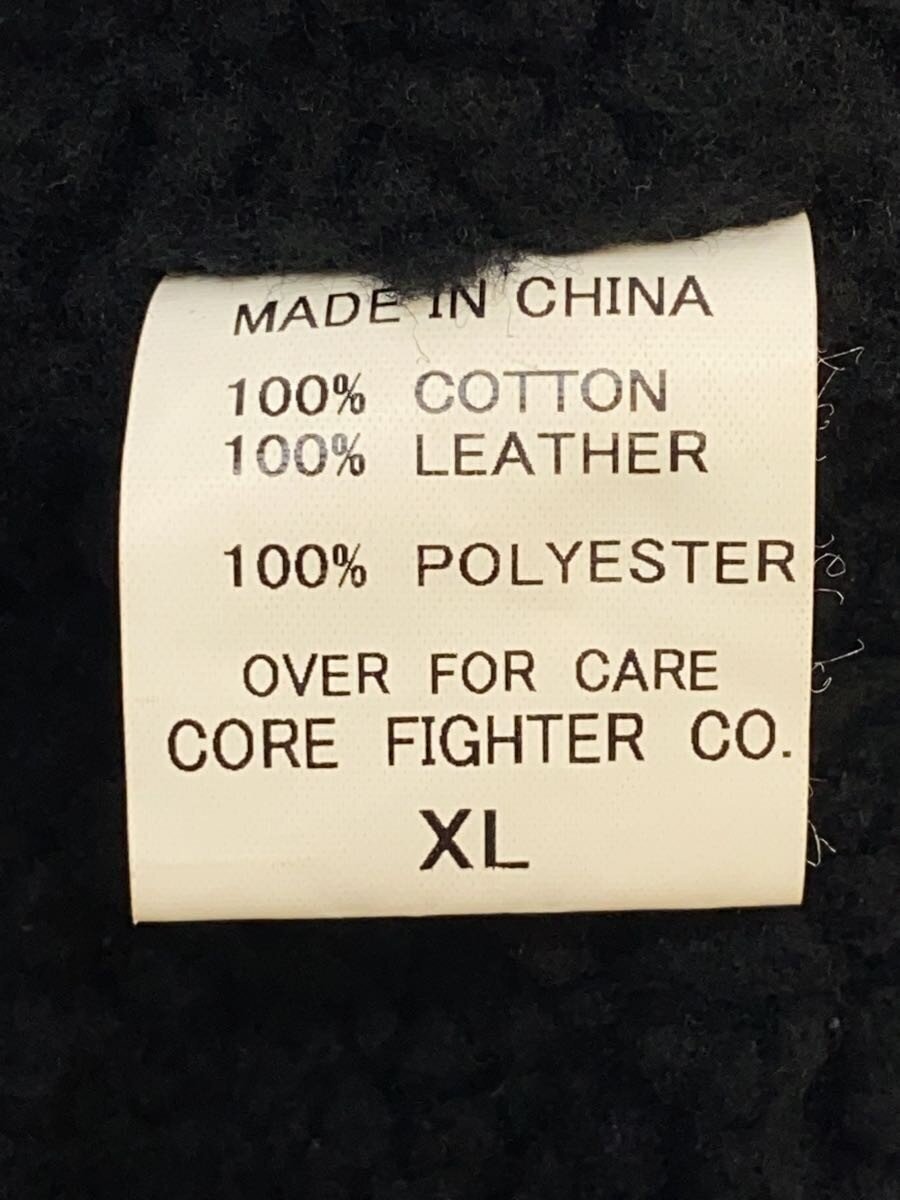 MADE IN CHINA
100% COTTON
100% LEATHER
100% POLYESTER
OVER FOR CARE
CORE FIGHTER CO.
XL